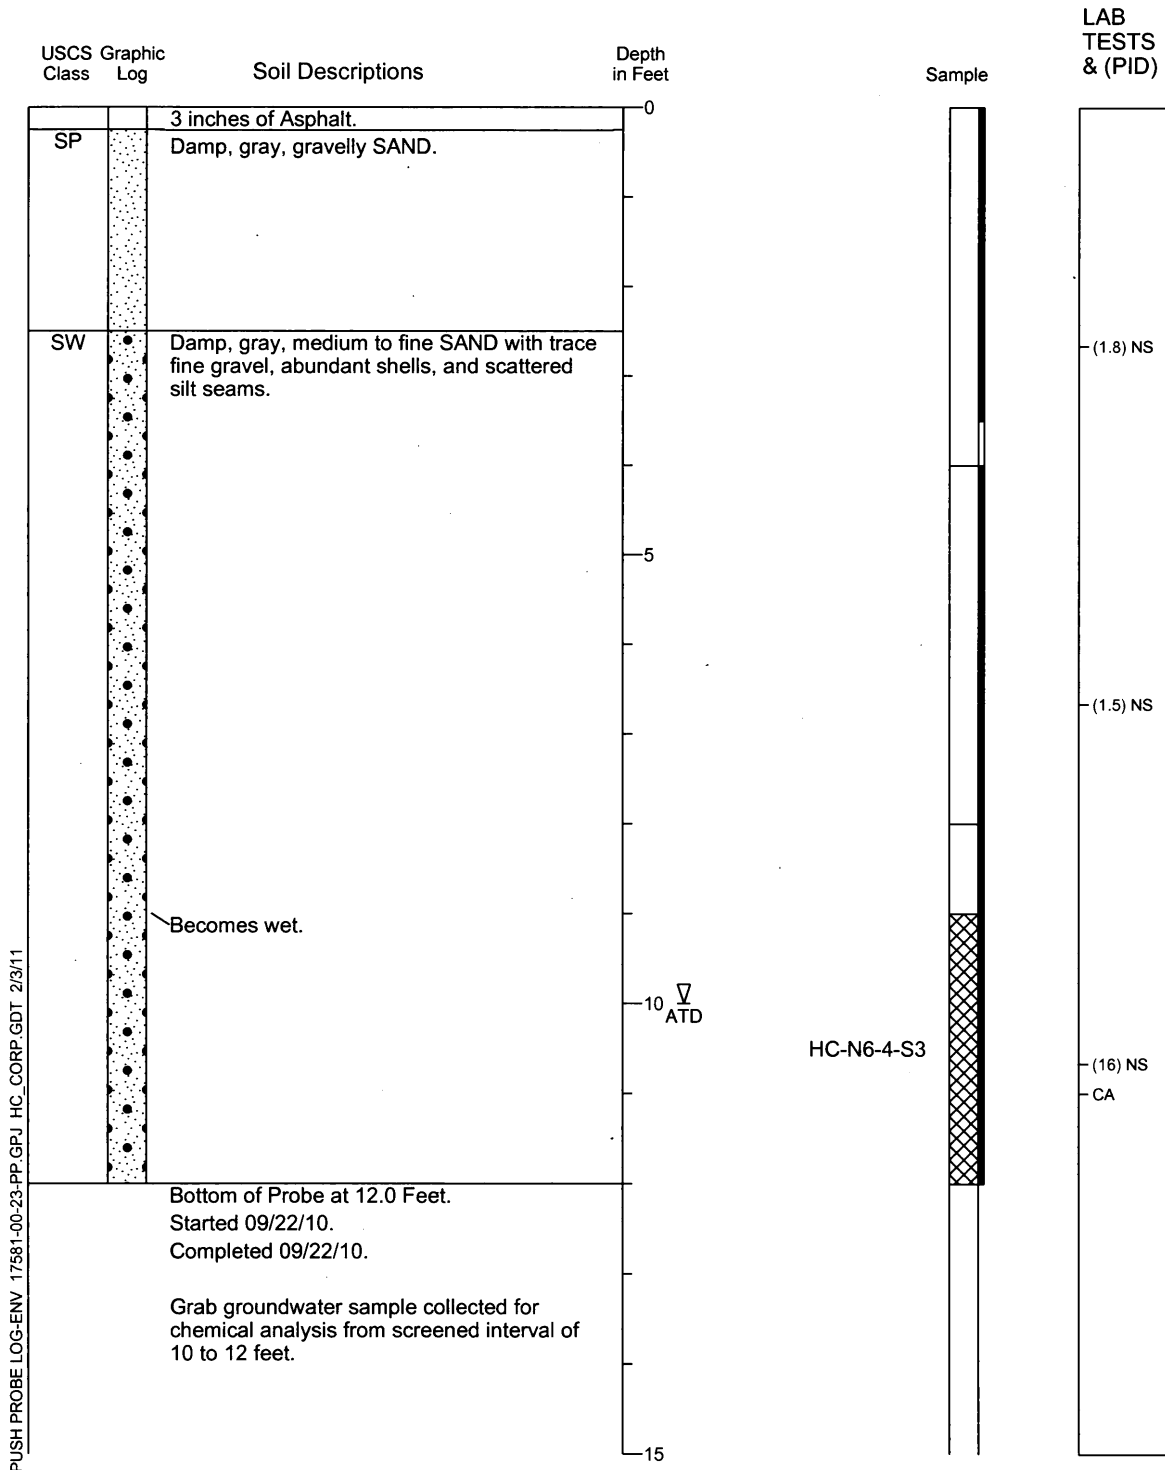 LAB
TESTS
& (PID)
USCS Graphic
Class Log
Soil Descriptions
Depth
in Feet
Sample
0
3 inches of Asphalt.
SP
Damp, gray, gravelly SAND.
SW
Damp, gray, medium to fine SAND with trace
fine gravel, abundant shells, and scattered
silt seams.
(1.8) NS
5
(1.5) NS
Becomes wet.
10
ATD
HC-N6-4-S3
(16) NS
CA
Bottom of Probe at 12.0 Feet.
Started 09/22/10.
Completed 09/22/10.
Grab groundwater sample collected for
chemical analysis from screened interval of
10 to 12 feet.
15
PUSH PROBE LOG-ENV 17581-00-23-PP.GPJ HC_CORP.GDT 2/3/11